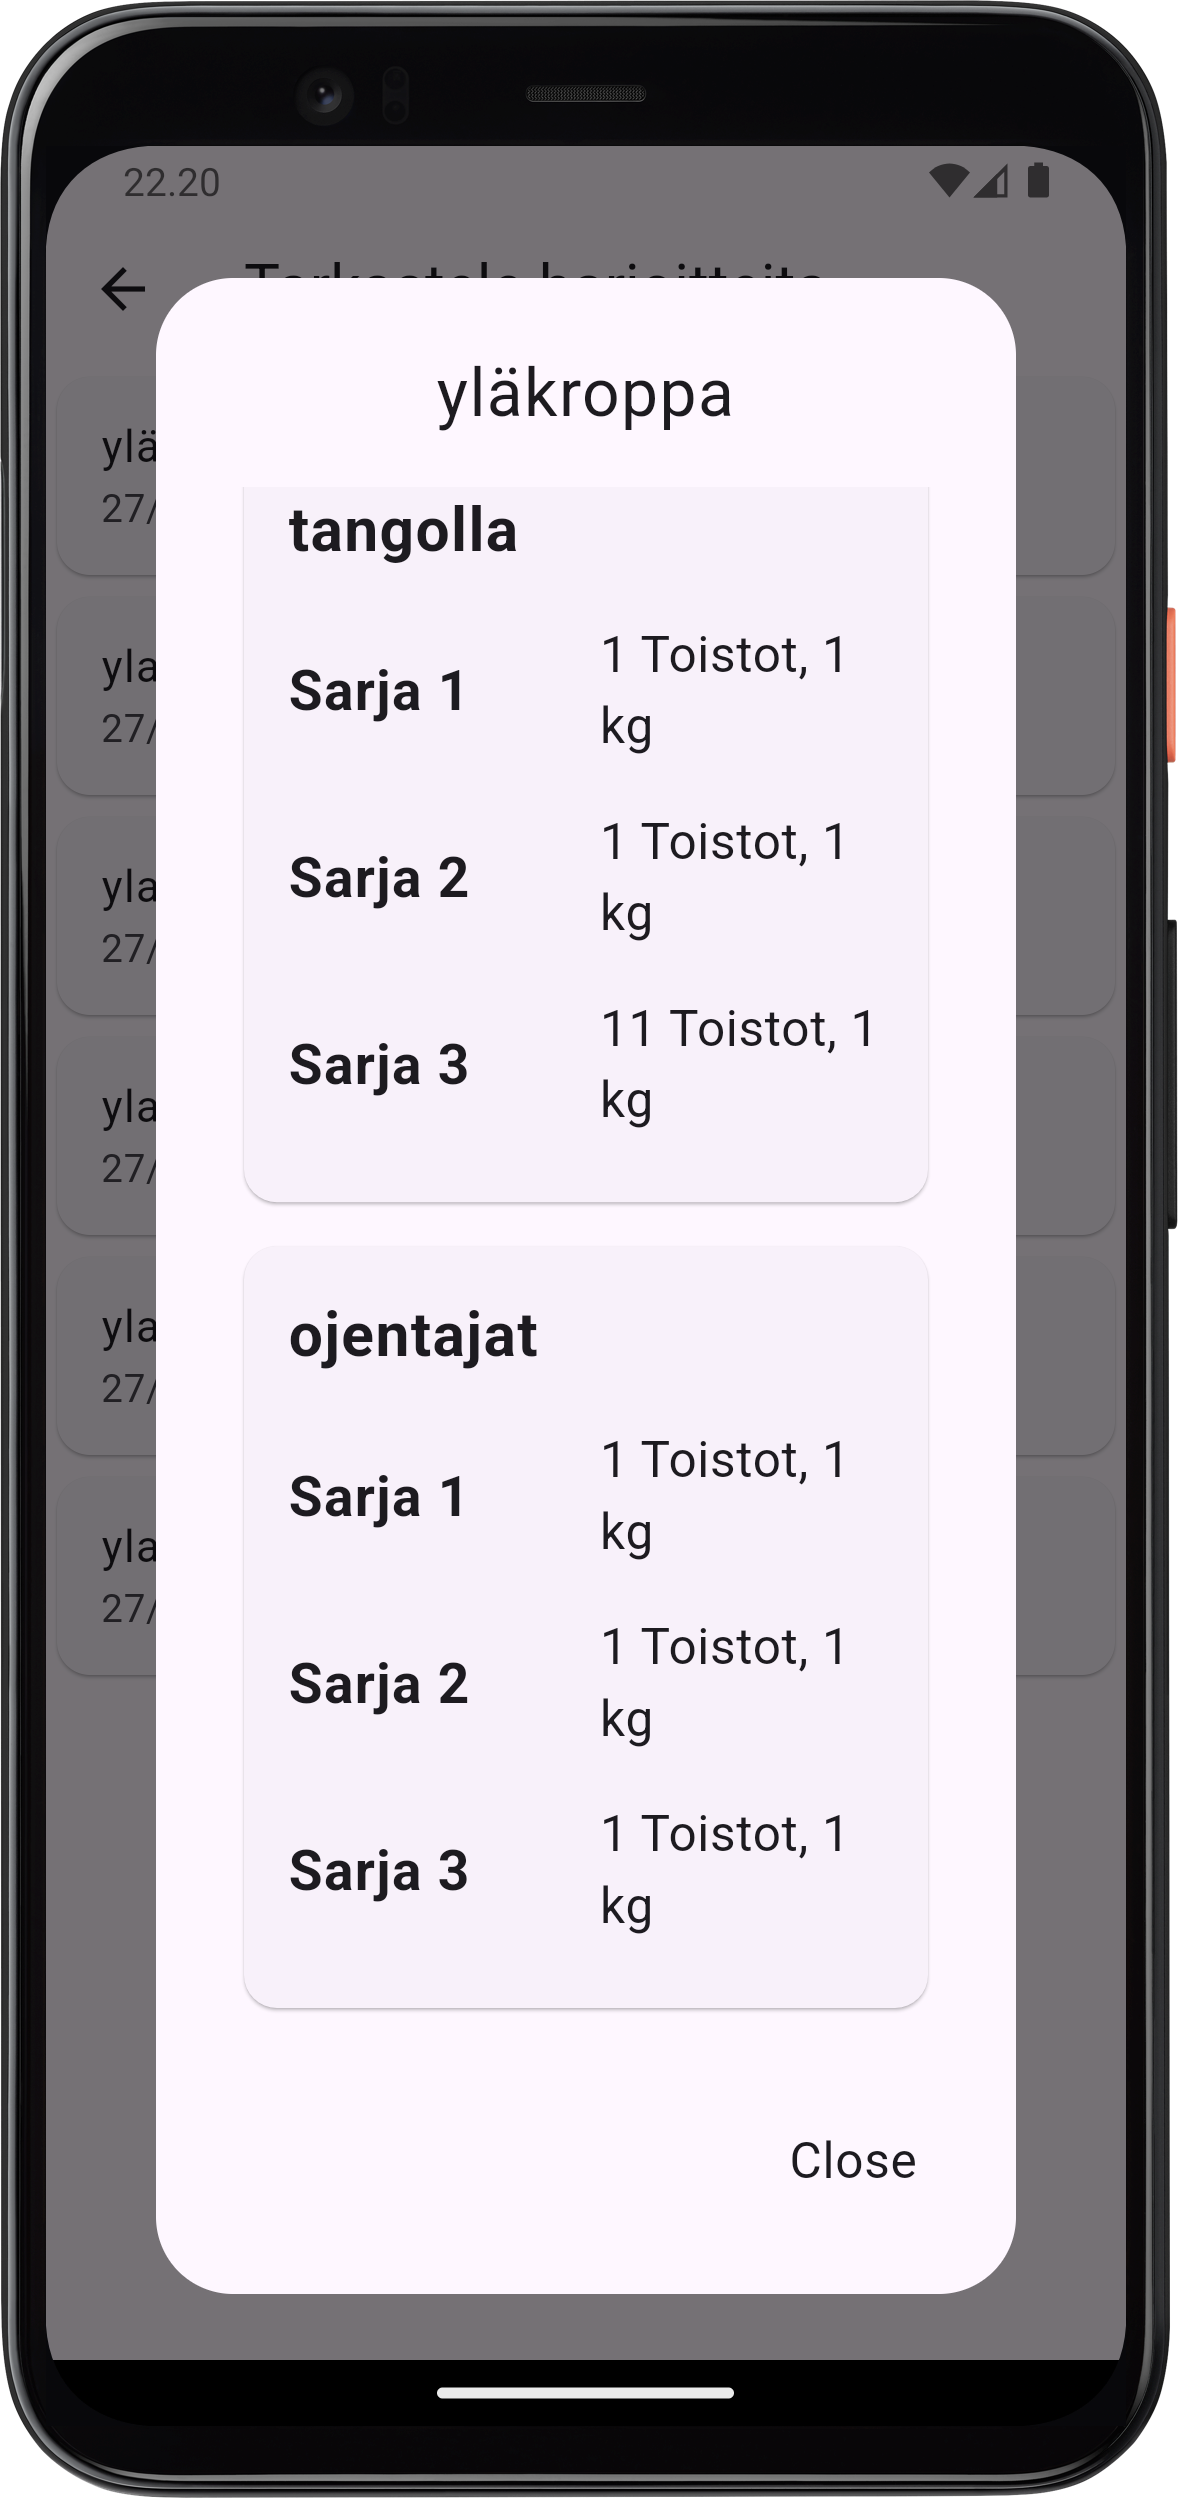 22.20
ylä
27/
yla
27/
yla
27/
yla
27/
yla
27/
yla
27/
yläkroppa
tangolla
Sarja 1
1 Toistot, 1
kg
Sarja 2
1 Toistot, 1
kg
Sarja 3
11 Toistot, 1
kg
ojentajat
Sarja 1
1 Toistot, 1
kg
Sarja 2
1 Toistot, 1
kg
Sarja 3
1 Toistot, 1
kg
Close